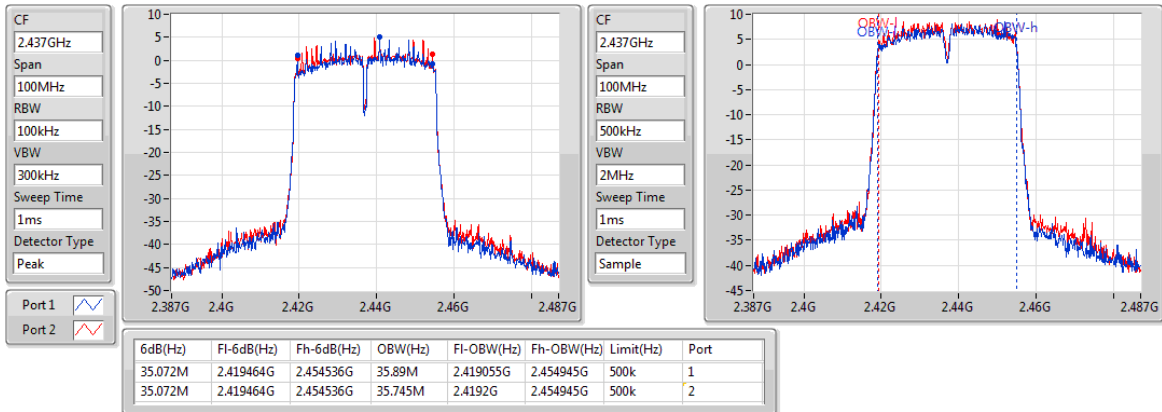 CF
2.437GHz
Span
100MHz
RBW
100kHz
VBW
300kHz
Sweep Time
1ms
Detector Type
Peak
Port 1
Port 2
10
5
0
-5
-10
-15
-20
-25
-30
-35
-40
-45
-50
2.387G 2.4G 2.42G 2.44G 2.46G 2.487G
CF
2.437GHz
Span
100MHz
RBW
500kHz
VBW
2MHz
Sweep Time
1ms
Detector Type
Sample
10
5
0
-5
-10
-15
-20
-25
-30
-35
-40
-45
OBW-l
OBW-h
2.387G 2.4G 2.42G 2.44G 2.46G 2.487G
6dB(Hz) Fl-6dB(Hz) Fh-6dB(Hz) OBW(Hz) Fl-OBW(Hz) Fh-OBW(Hz) Limit(Hz) Port
35.072M 2.419464G 2.454536G 35.89M 2.419055G 2.454945G 500k 1
35.072M 2.419464G 2.454536G 35.745M 2.4192G 2.454945G 500k 2